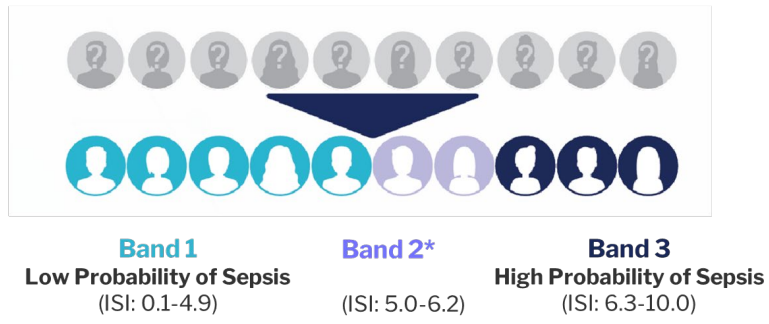 ? ? ? ? ? ? ? ? ? ?
Band 1
Low Probability of Sepsis
(ISI: 0.1-4.9)
Band 2*
(ISI: 5.0-6.2)
Band 3
High Probability of Sepsis
(ISI: 6.3-10.0)